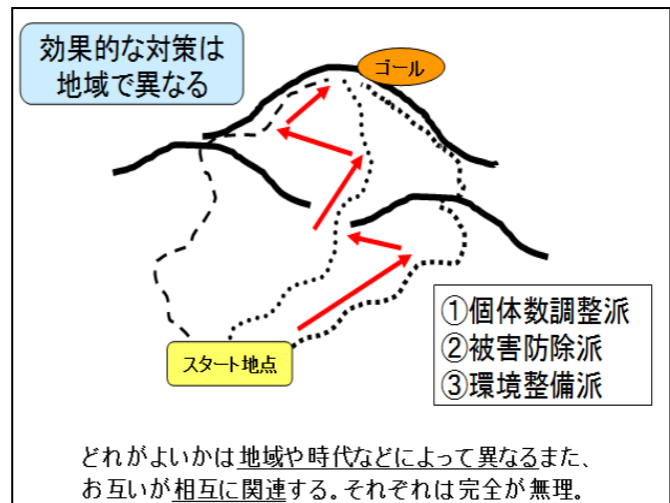 効果的な対策は
地域で異なる
ゴール
スタート地点
①個体数調整派
②被害防除派
③環境整備派
どれがよいかは地域や時代などによって異なるまた、
お互いが相互に関連する。それぞれは完全が無理。